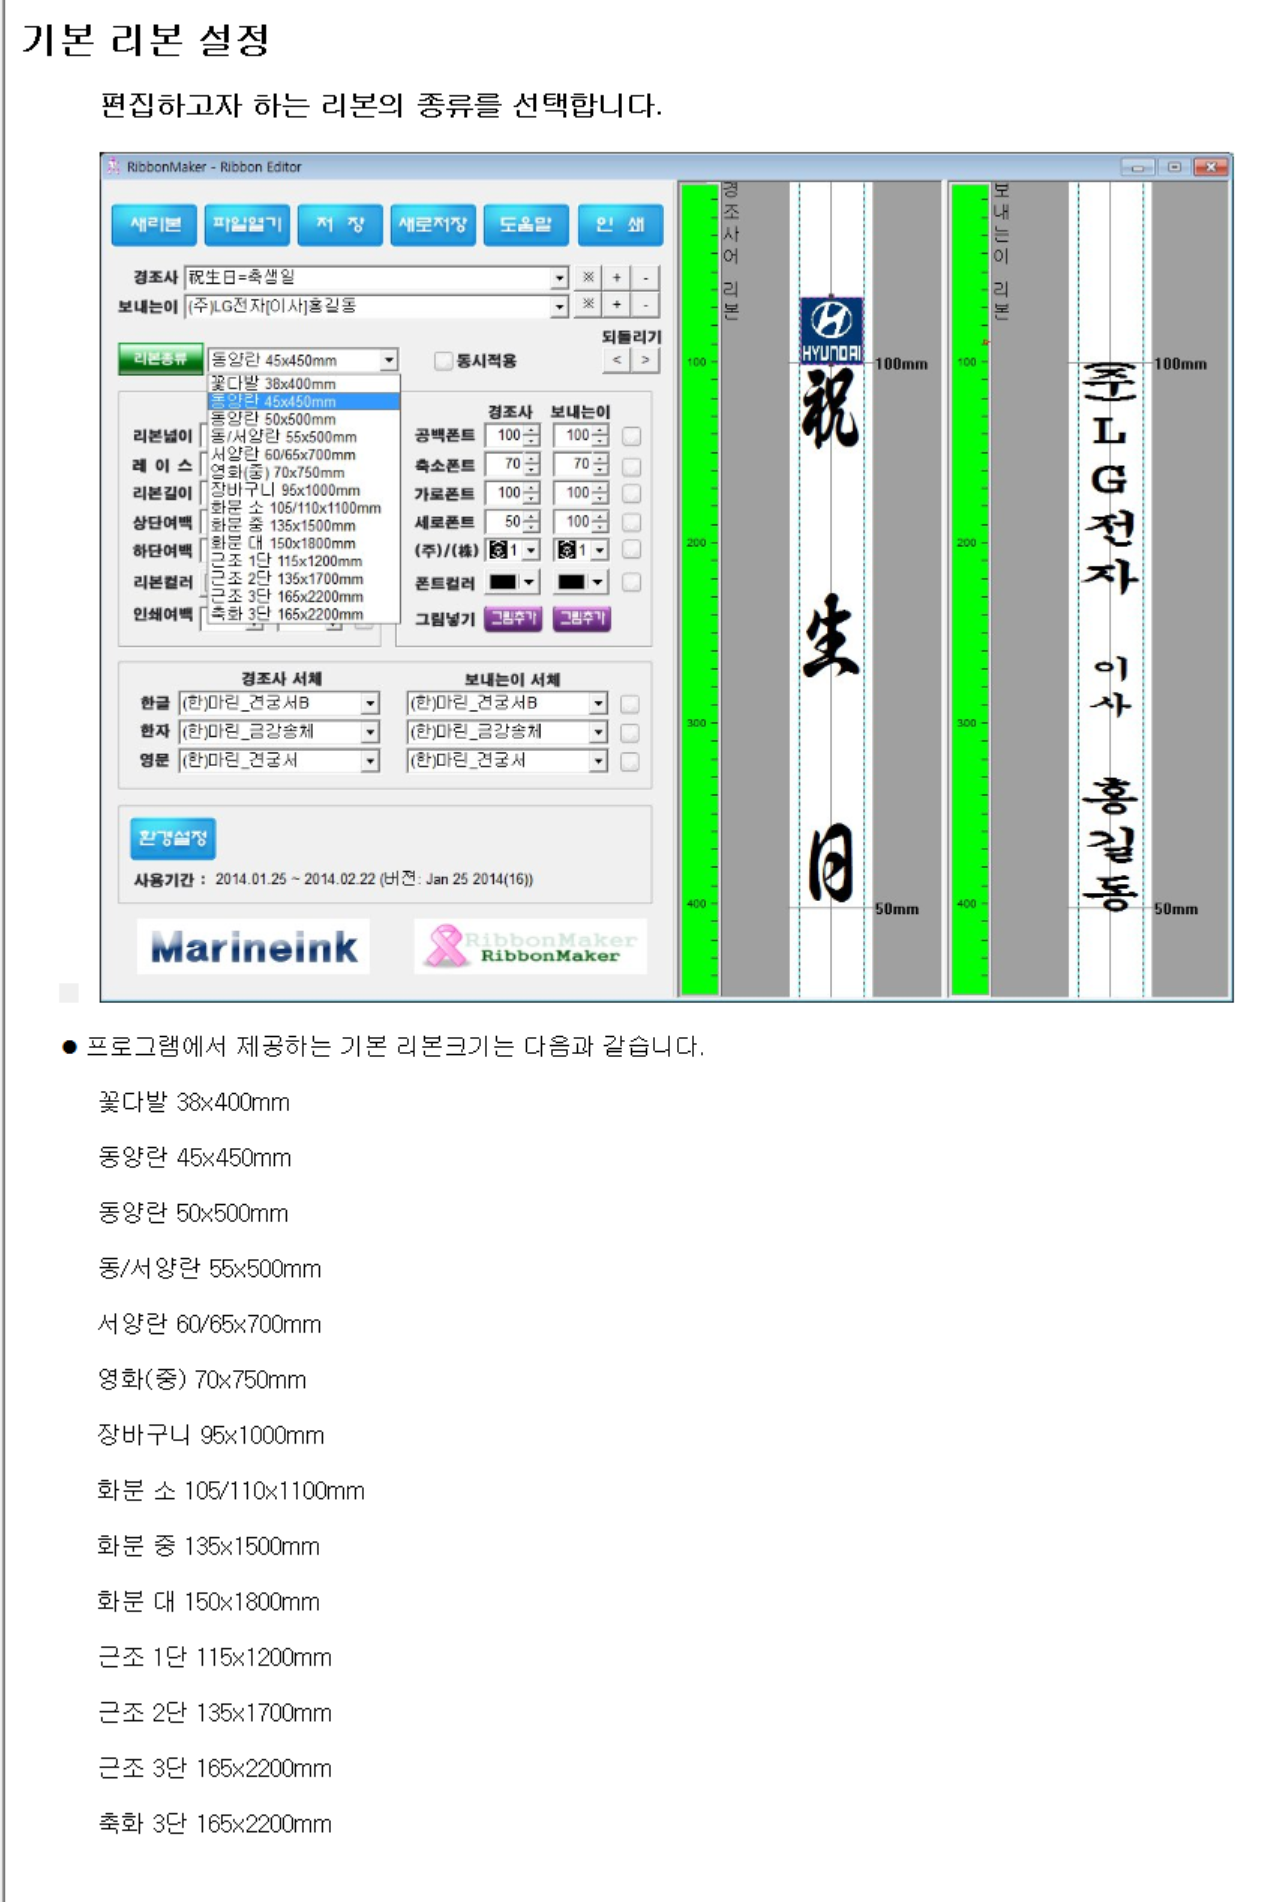 기본 리본 설정
편집하고자 하는 리본의 종류를 선택합니다.
RibbonMaker - Ribbon Editor
새리본 파일열기 저 장 새로저장 도움말 인 쇄
경조사 祝生日=축생일 ※ + -
보내는이 (주)LG전자[이사]홍길동 ※ + -
되돌리기
리본종류 동양란 45x450mm 동시적용 < >
꽃다발 38x400mm
동양란 45x450mm
동양란 50x500mm
동/서양란 55x500mm
서양란 60/65x700mm
영화(중) 70x750mm
장바구니 95x1000mm
화분 소 105/110x1100mm
화분 중 135x1500mm
화분 대 150x1800mm
근조 1단 115x1200mm
근조 2단 135x1700mm
근조 3단 165x2200mm
축화 3단 165x2200mm
리본넓이
레 이 스
리본길이
상단여백
하단여백
리본컬러
인쇄여백
경조사 보내는이
공백폰트 100 100
축소폰트 70 70
가로폰트 100 100
세로폰트 50 100
(주)/(株) 1 1
폰트컬러
그림넣기 그림추가 그림추가
경조사 서체 보내는이 서체
한글 (한)마린_견궁서B (한)마린_견궁서B
한자 (한)마린_금강송체 (한)마린_금강송체
영문 (한)마린_견궁서 (한)마린_견궁서
환경설정
사용기간 : 2014.01.25 ~ 2014.02.22 (버젼: Jan 25 2014(16))
Marineink
RibbonMaker
RibbonMaker
경조사어 리본
100
200
300
400
HYUNDAI
祝生日
100mm
50mm
보내는이 리본
100
200
300
400
(주)LG전자 이사 홍길동
100mm
50mm
● 프로그램에서 제공하는 기본 리본크기는 다음과 같습니다.
꽃다발 38x400mm
동양란 45x450mm
동양란 50x500mm
동/서양란 55x500mm
서양란 60/65x700mm
영화(중) 70x750mm
장바구니 95x1000mm
화분 소 105/110x1100mm
화분 중 135x1500mm
화분 대 150x1800mm
근조 1단 115x1200mm
근조 2단 135x1700mm
근조 3단 165x2200mm
축화 3단 165x2200mm